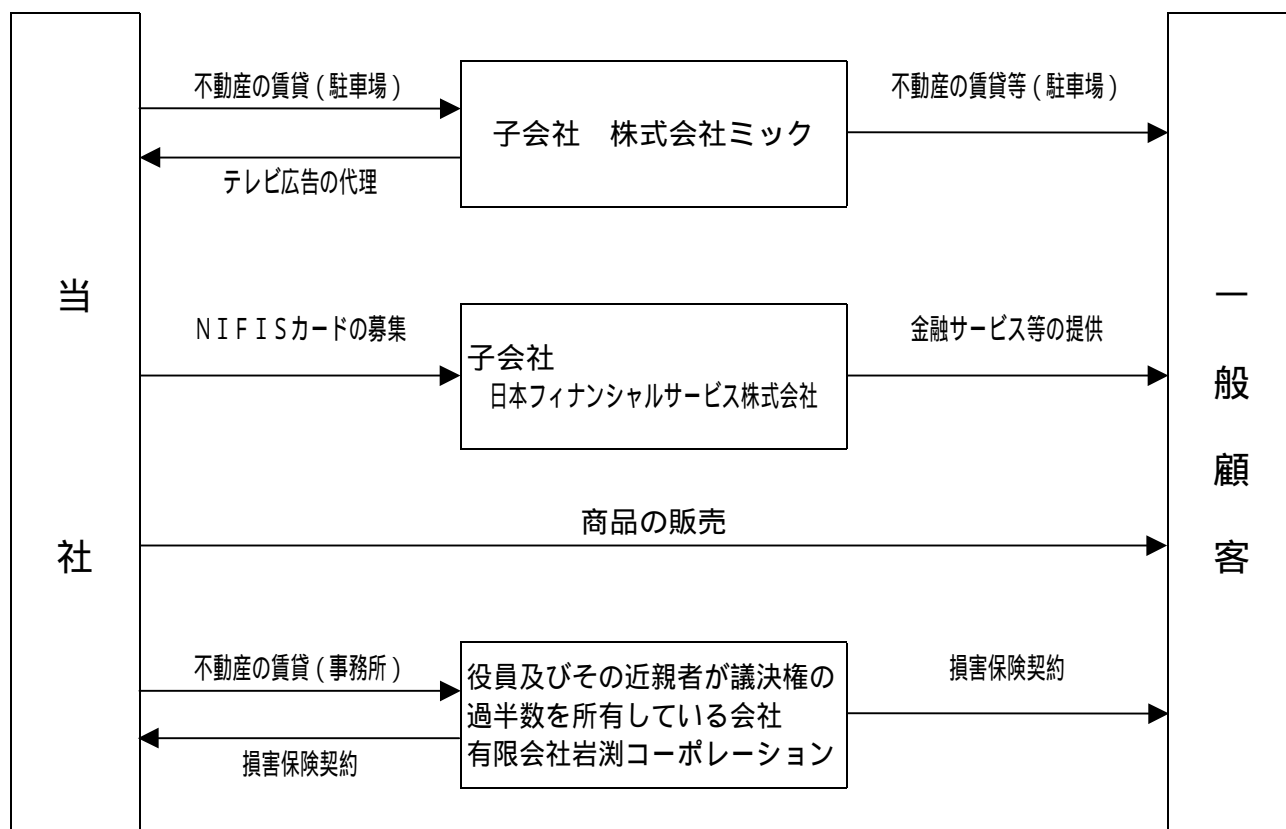 不動産の賃貸（駐車場）
不動産の賃貸等（駐車場）
子会社　株式会社ミック
テレビ広告の代理
当社
一般顧客
ＮＩＦＩＳカードの募集
金融サービス等の提供
子会社
日本フィナンシャルサービス株式会社
商品の販売
不動産の賃貸（事務所）
役員及びその近親者が議決権の
過半数を所有している会社
有限会社岩渕コーポレーション
損害保険契約
損害保険契約